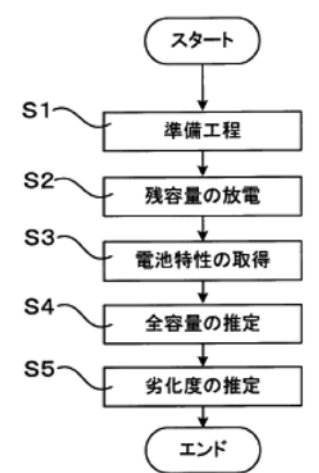 スタート
S1
準備工程
S2
残容量の放電
S3
電池特性の取得
S4
全容量の推定
S5
劣化度の推定
エンド